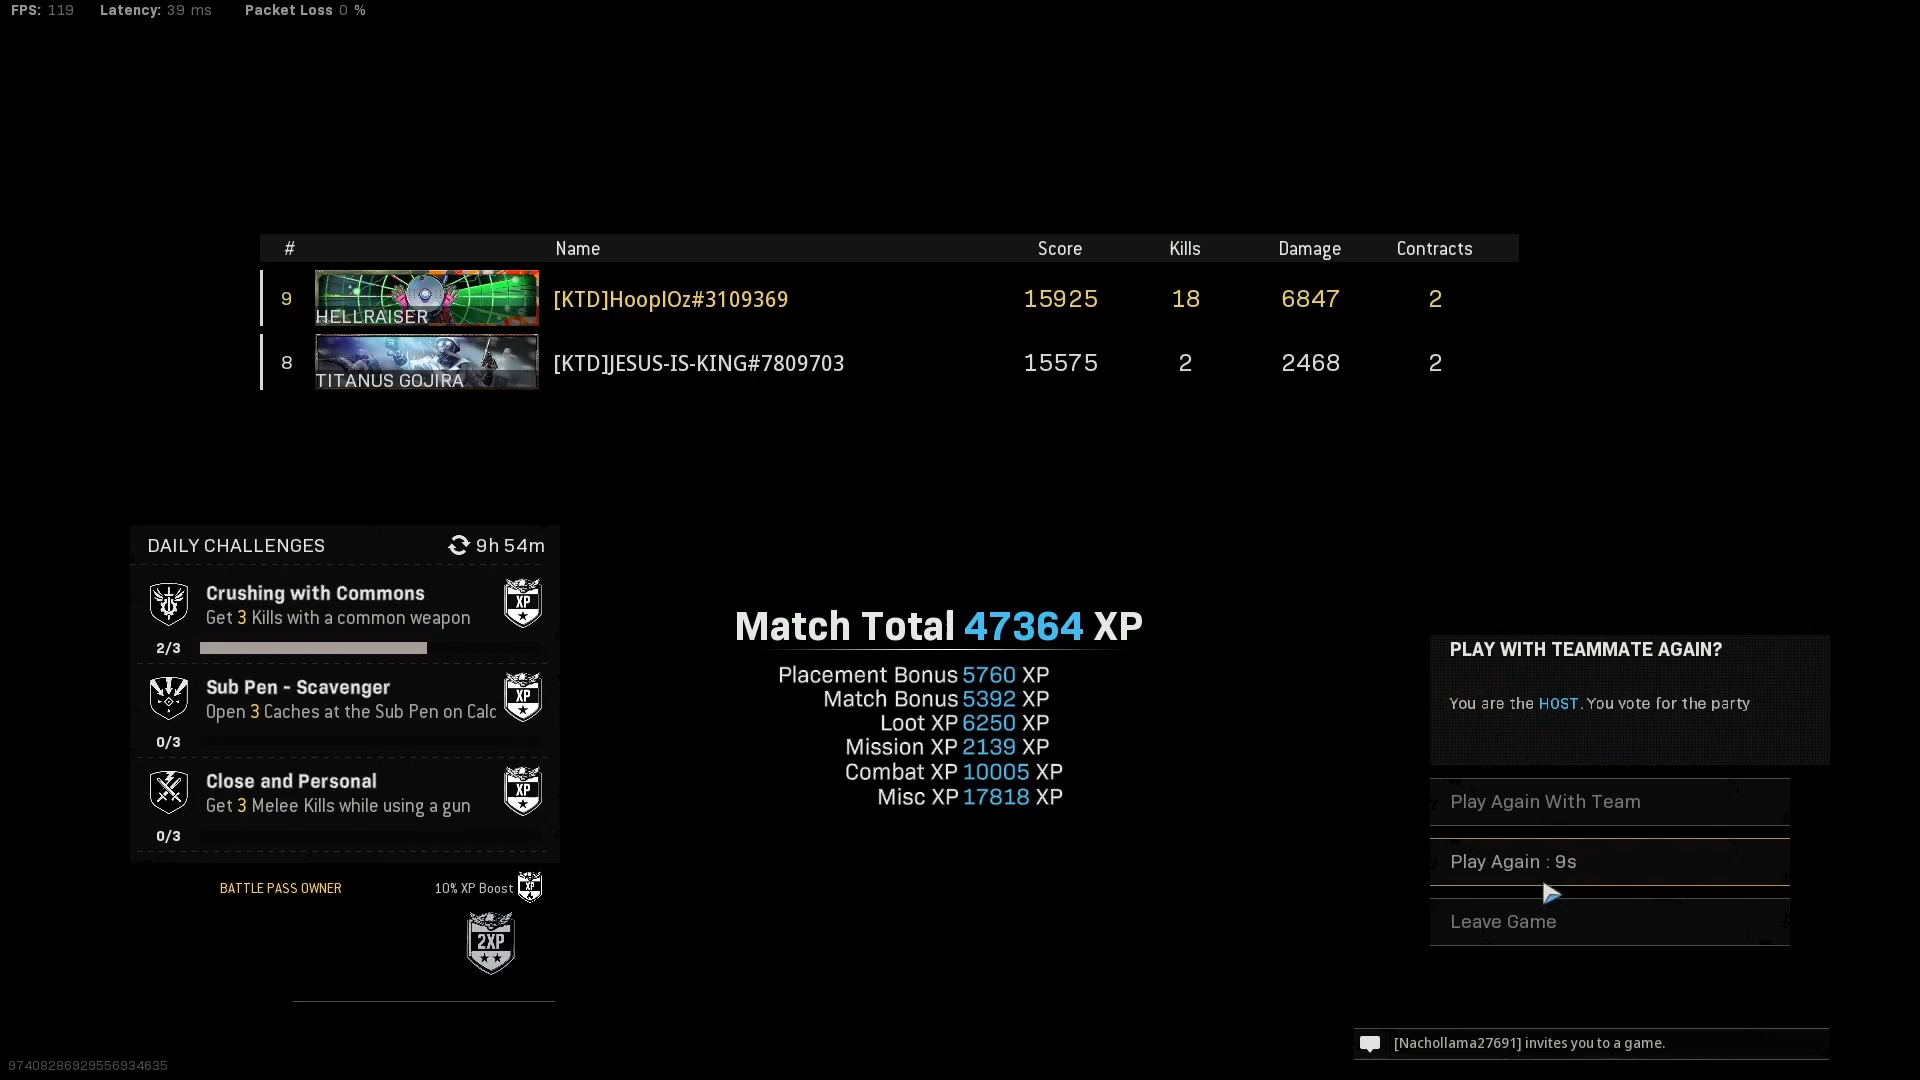 FPS: 119 Latency: 39 ms Packet Loss 0 %
# Name Score Kills Damage Contracts
9 HELLRAISER [KTD]HooplOz#3109369 15925 18 6847 2
8 TITANUS GOJIRA [KTD]JESUS-IS-KING#7809703 15575 2 2468 2
DAILY CHALLENGES 9h 54m
Crushing with Commons
Get 3 Kills with a common weapon
XP
2/3
Sub Pen - Scavenger
Open 3 Caches at the Sub Pen on Calc
XP
0/3
Close and Personal
Get 3 Melee Kills while using a gun
XP
0/3
BATTLE PASS OWNER 10% XP Boost XP
2XP
Match Total 47364 XP
Placement Bonus 5760 XP
Match Bonus 5392 XP
Loot XP 6250 XP
Mission XP 2139 XP
Combat XP 10005 XP
Misc XP 17818 XP
PLAY WITH TEAMMATE AGAIN?
You are the HOST. You vote for the party
Play Again With Team
Play Again : 9s
Leave Game
[Nachollama27691] invites you to a game.
97408286929556934635